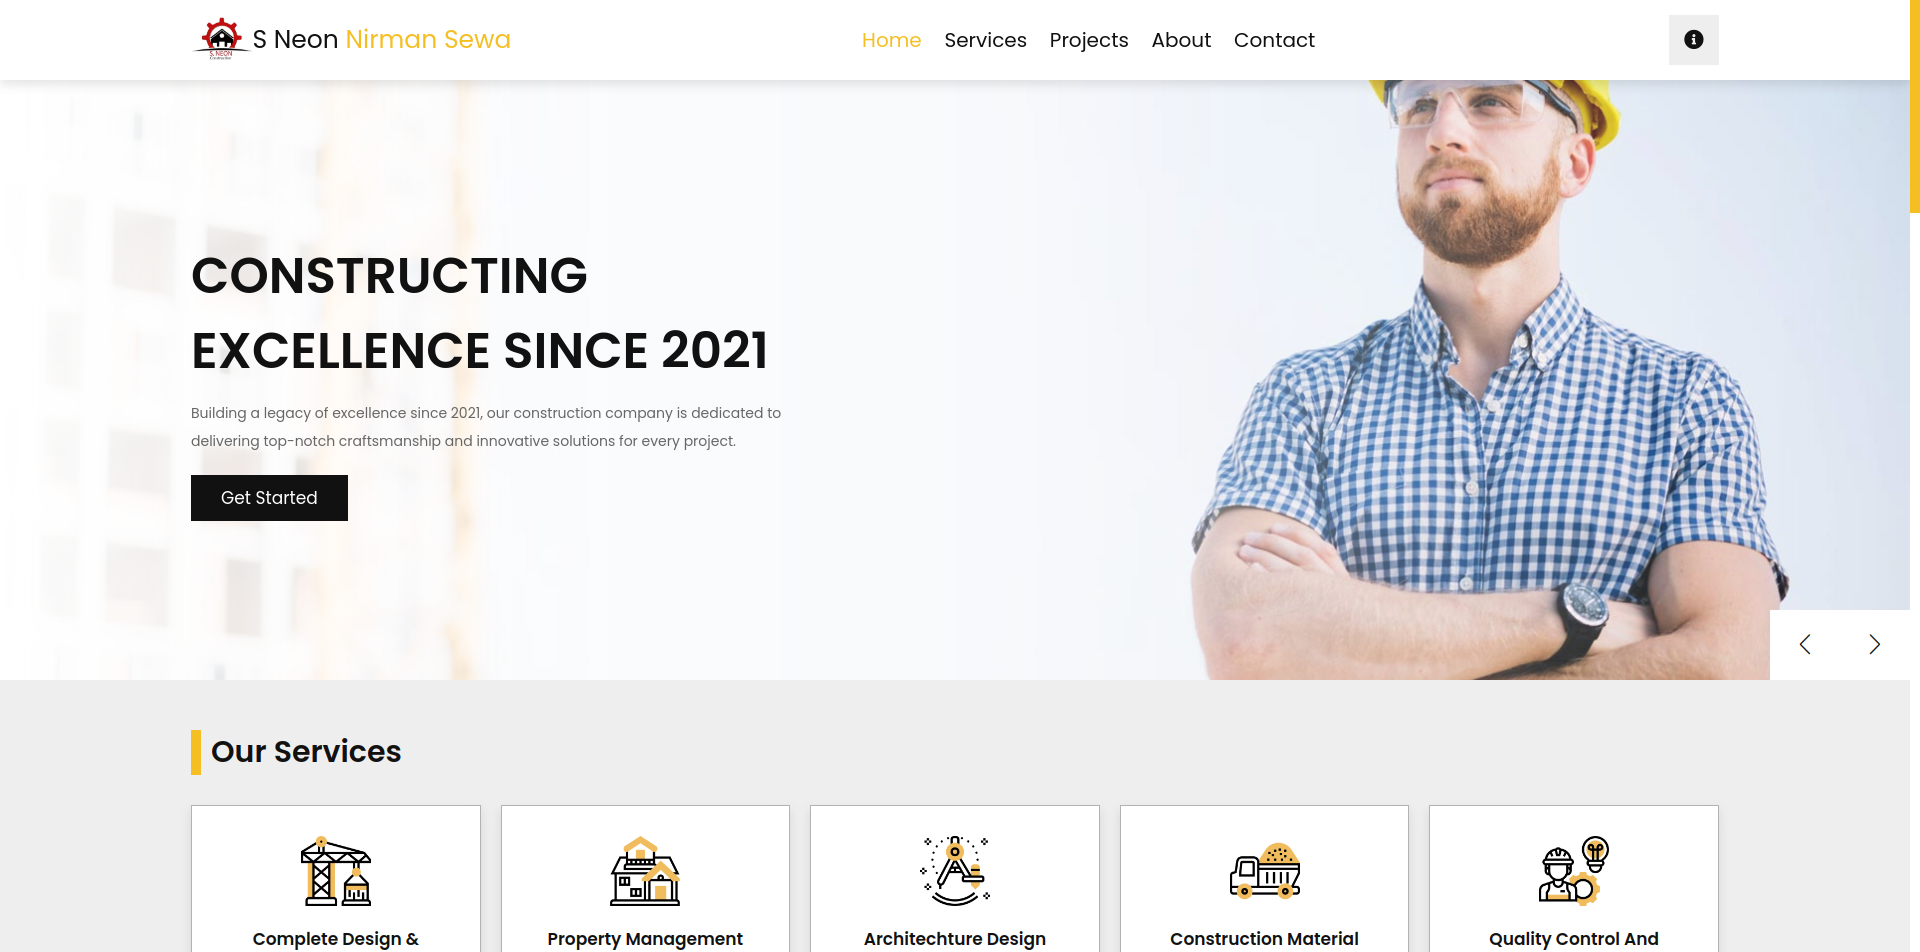 S. NEON
Construction
S Neon Nirman Sewa
Home
Services
Projects
About
Contact
CONSTRUCTING
EXCELLENCE SINCE 2021
Building a legacy of excellence since 2021, our construction company is dedicated to
delivering top-notch craftsmanship and innovative solutions for every project.
Get Started
Our Services
Complete Design &
Property Management
Architechture Design
Construction Material
Quality Control And